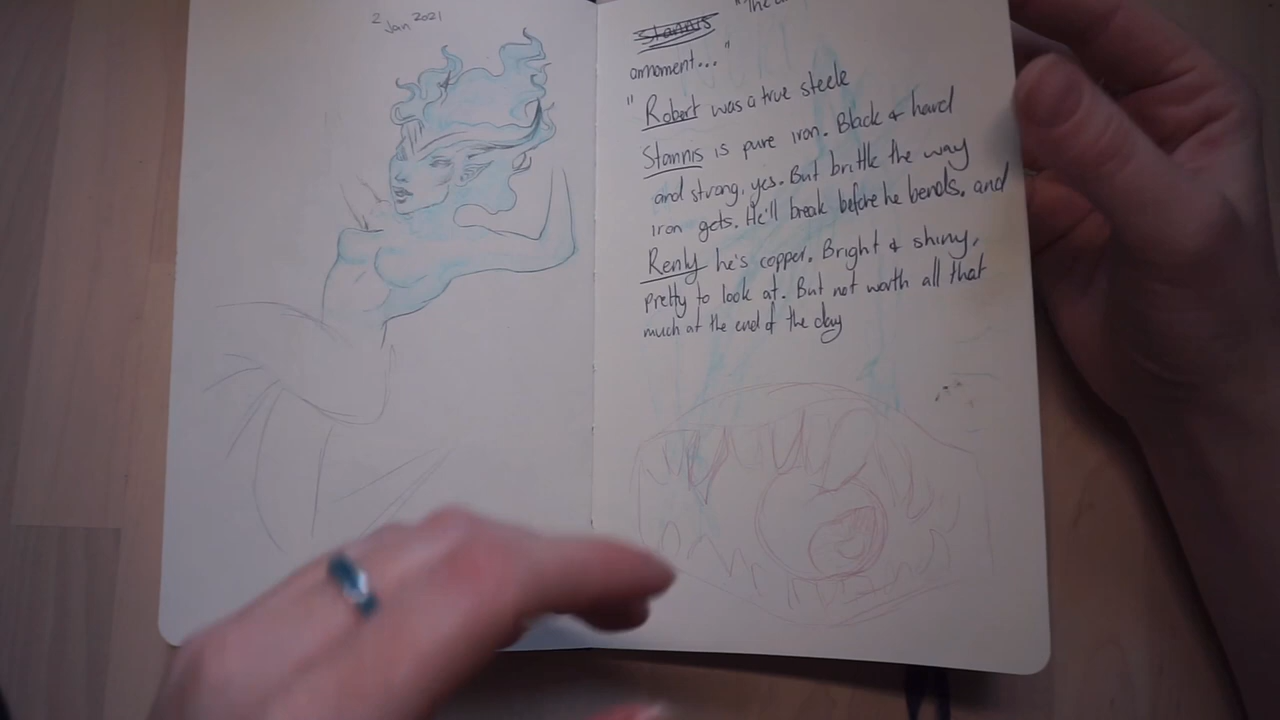 2 Jan 2021
Stannis "The
armoment..."
"Robert was a true steele
Stannis is pure iron. Black & hard
and strong, yes. But brittle the way
iron gets. He'll break before he bends, and
Renly he's copper. Bright & shiny,
pretty to look at. But not worth all that
much at the end of the day